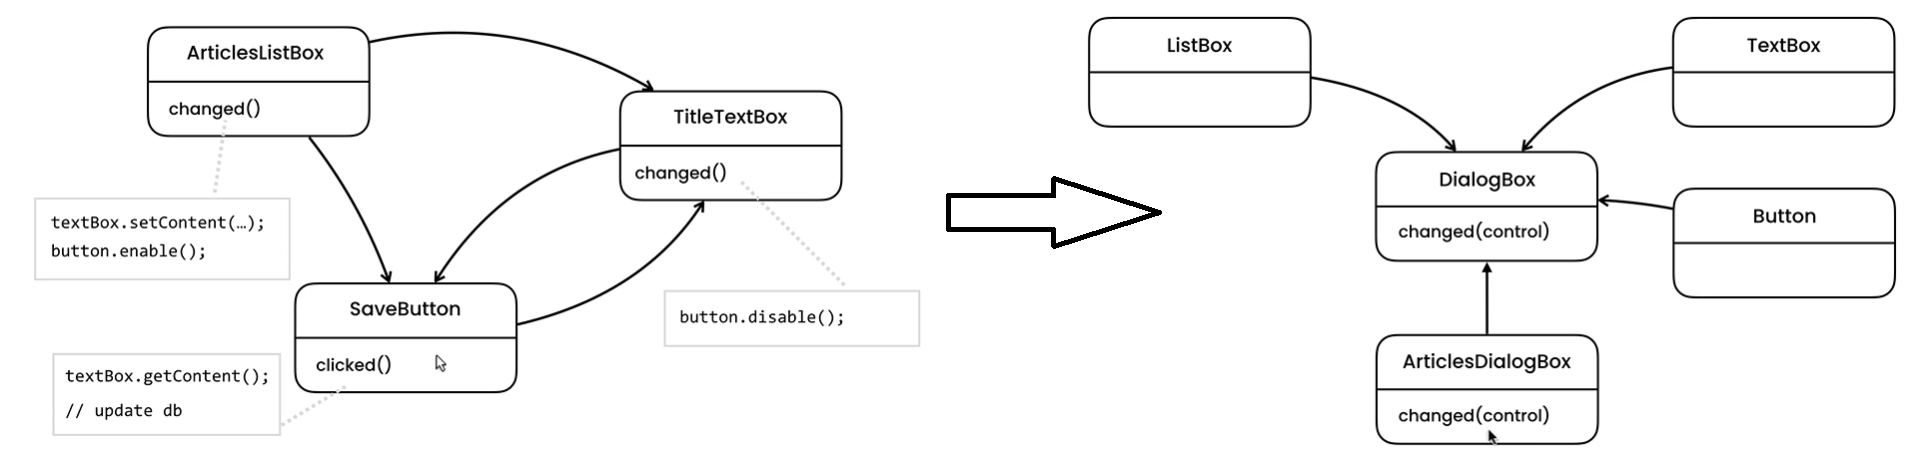 ArticlesListBox
changed()
TitleTextBox
changed()
textBox.setContent(…);
button.enable();
SaveButton
clicked()
button.disable();
textBox.getContent();
// update db
ListBox
TextBox
DialogBox
changed(control)
Button
ArticlesDialogBox
changed(control)